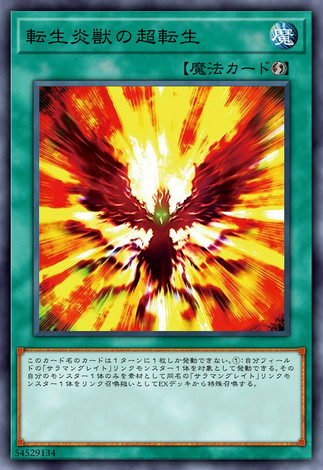 転生炎獣の超転生
魔
【魔法カード】
このカード名のカードは1ターンに1枚しか発動できない。①:自分フィール
ドの「サラマングレイト」リンクモンスター1体を対象として発動できる。その
自分のモンスター1体のみを素材として同名の「サラマングレイト」リンクモ
ンスター1体をリンク召喚扱いとしてEXデッキから特殊召喚する。
54529134